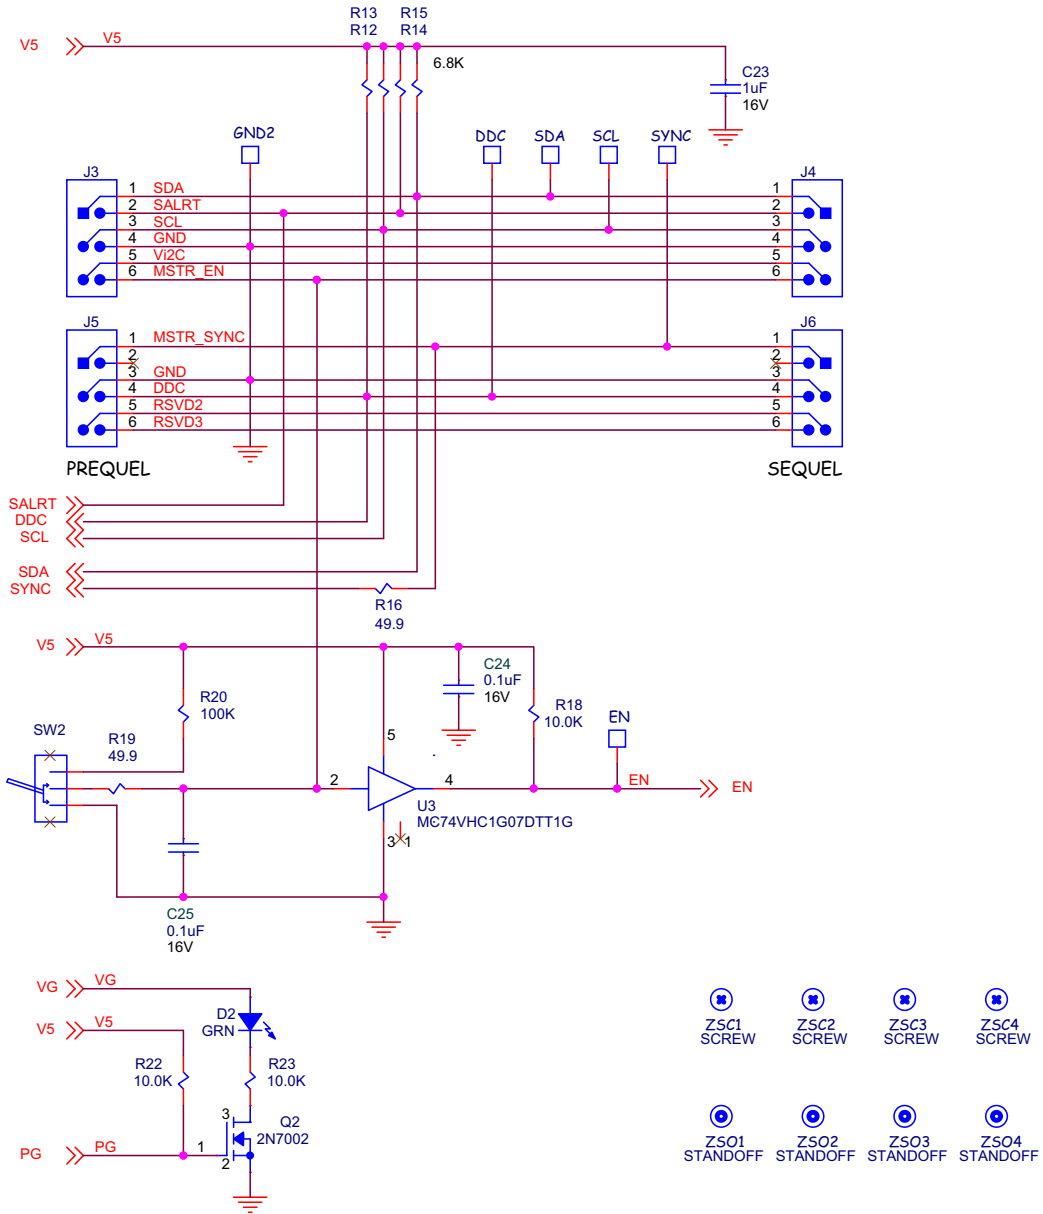 R13 R15
R12 R14
V5 V5
6.8K
C23
1uF
16V
GND2 DDC SDA SCL SYNC
J3 J4
1 SDA 1
2 SALRT 2
3 SCL 3
4 GND 4
5 Vi2C 5
6 MSTR_EN 6
J5 J6
1 MSTR_SYNC 1
2 2
3 GND 3
4 DDC 4
5 RSVD2 5
6 RSVD3 6
PREQUEL SEQUEL
SALRT
DDC
SCL
SDA
SYNC
R16
49.9
V5 V5
C24
0.1uF
16V
R20
100K
R18
10.0K
EN
SW2
R19
49.9
5
2 4 EN EN
U3
MC74VHC1G07DTT1G
3 1
C25
0.1uF
16V
VG VG
D2
GRN
V5 V5
R22
10.0K
R23
10.0K
3
Q2
2N7002
PG PG 1
2
ZSC1 ZSC2 ZSC3 ZSC4
SCREW SCREW SCREW SCREW
ZSO1 ZSO2 ZSO3 ZSO4
STANDOFF STANDOFF STANDOFF STANDOFF